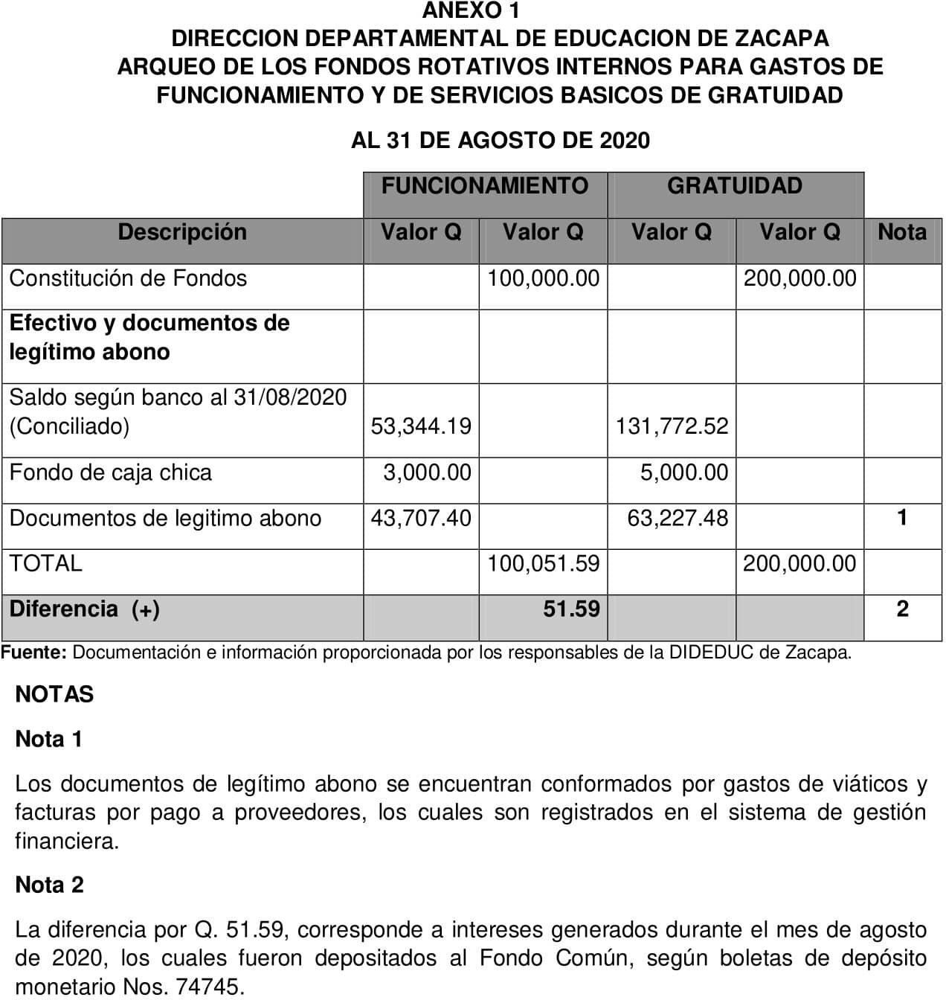 ANEXO 1
DIRECCION DEPARTAMENTAL DE EDUCACION DE ZACAPA
ARQUEO DE LOS FONDOS ROTATIVOS INTERNOS PARA GASTOS DE
FUNCIONAMIENTO Y DE SERVICIOS BASICOS DE GRATUIDAD
AL 31 DE AGOSTO DE 2020
FUNCIONAMIENTO GRATUIDAD
Descripción Valor Q Valor Q Valor Q Valor Q Nota
Constitución de Fondos 100,000.00 200,000.00
Efectivo y documentos de
legítimo abono
Saldo según banco al 31/08/2020
(Conciliado) 53,344.19 131,772.52
Fondo de caja chica 3,000.00 5,000.00
Documentos de legitimo abono 43,707.40 63,227.48 1
TOTAL 100,051.59 200,000.00
Diferencia (+) 51.59 2
Fuente: Documentación e información proporcionada por los responsables de la DIDEDUC de Zacapa.
NOTAS
Nota 1
Los documentos de legítimo abono se encuentran conformados por gastos de viáticos y
facturas por pago a proveedores, los cuales son registrados en el sistema de gestión
financiera.
Nota 2
La diferencia por Q. 51.59, corresponde a intereses generados durante el mes de agosto
de 2020, los cuales fueron depositados al Fondo Común, según boletas de depósito
monetario Nos. 74745.